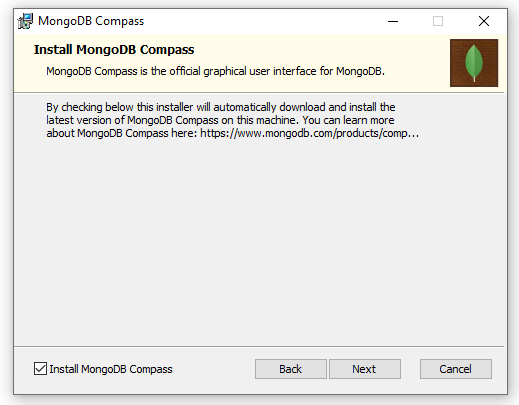 MongoDB Compass
Install MongoDB Compass
MongoDB Compass is the official graphical user interface for MongoDB.
By checking below this installer will automatically download and install the
latest version of MongoDB Compass on this machine. You can learn more
about MongoDB Compass here: https://www.mongodb.com/products/comp...
Install MongoDB Compass
Back
Next
Cancel